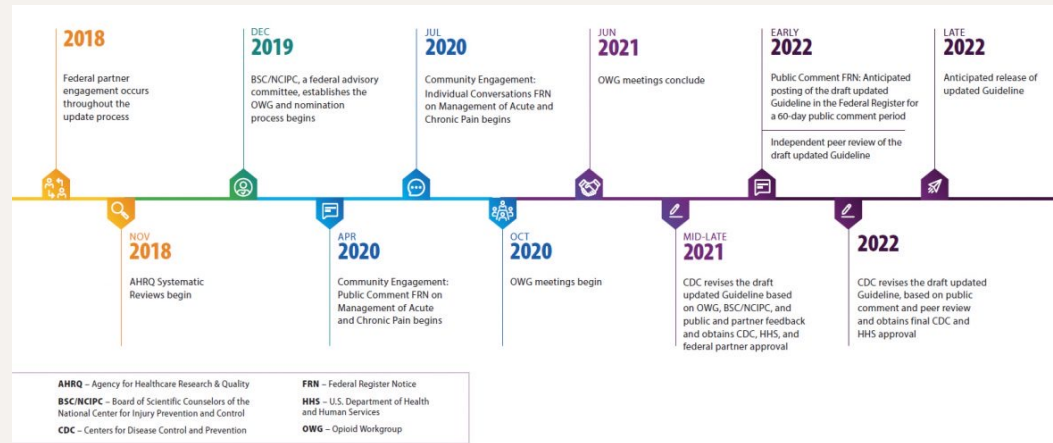 2018
Federal partner
engagement occurs
throughout the
update process
DEC
2019
BSC/NCIPC, a federal advisory
committee, establishes the
OWG and nomination
process begins
JUL
2020
Community Engagement:
Individual Conversations FRN
on Management of Acute and
Chronic Pain begins
JUN
2021
OWG meetings conclude
EARLY
2022
Public Comment FRN: Anticipated
posting of the draft updated
Guideline in the Federal Register for
a 60-day public comment period
Independent peer review of the
draft updated Guideline
LATE
2022
Anticipated release of
updated Guideline
NOV
2018
AHRQ Systematic
Reviews begin
APR
2020
Community Engagement:
Public Comment FRN on
Management of Acute
and Chronic Pain begins
OCT
2020
OWG meetings begin
MID-LATE
2021
CDC revises the draft
updated Guideline based
on OWG, BSC/NCIPC, and
public and partner feedback
and obtains CDC, HHS, and
federal partner approval
2022
CDC revises the draft updated
Guideline, based on public
comment and peer review
and obtains final CDC and
HHS approval
AHRQ – Agency for Healthcare Research & Quality
BSC/NCIPC – Board of Scientific Counselors of the
National Center for Injury Prevention and Control
CDC – Centers for Disease Control and Prevention
FRN – Federal Register Notice
HHS – U.S. Department of Health
and Human Services
OWG – Opioid Workgroup